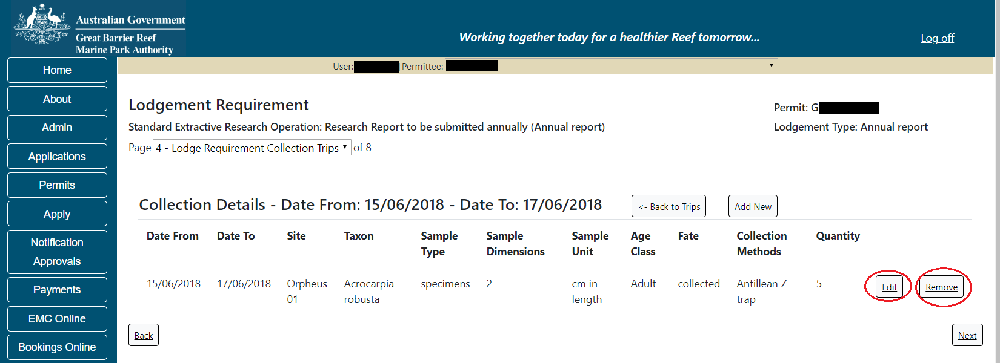 Australian Government
Great Barrier Reef
Marine Park Authority
Working together today for a healthier Reef tomorrow...
Log off
Home
About
Admin
Applications
Permits
Apply
Notification
Approvals
Payments
EMC Online
Bookings Online
User: Permittee:
Lodgement Requirement
Permit: G
Standard Extractive Research Operation: Research Report to be submitted annually (Annual report)
Lodgement Type: Annual report
Page 4 - Lodge Requirement Collection Trips of 8
Collection Details - Date From: 15/06/2018 - Date To: 17/06/2018
<- Back to Trips
Add New
Date From Date To Site Taxon Sample Type Sample Dimensions Sample Unit Age Class Fate Collection Methods Quantity
15/06/2018 17/06/2018 Orpheus 01 Acrocarpia robusta specimens 2 cm in length Adult collected Antillean Z-trap 5 Edit Remove
Back
Next